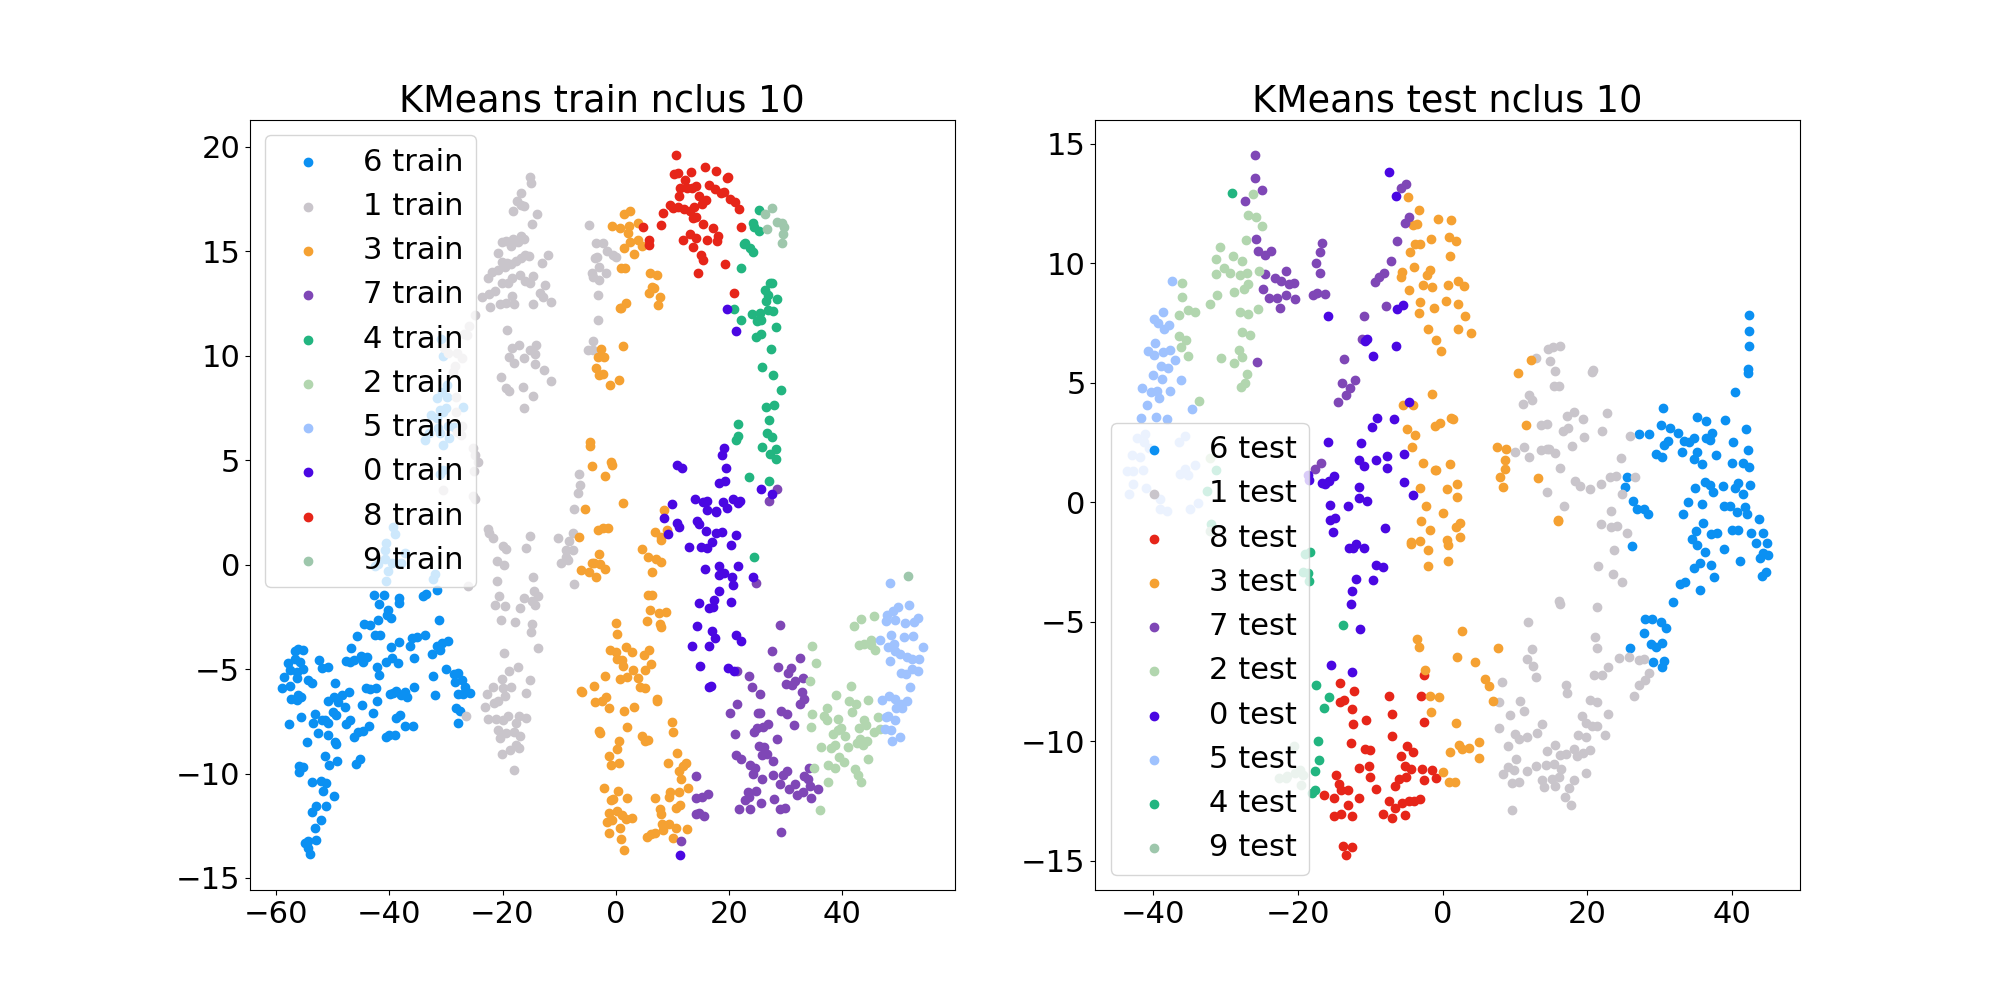 KMeans train nclus 10
20
15
10
5
0
−5
−10
−15
−60
−40
−20
0
20
40
6 train
1 train
3 train
7 train
4 train
2 train
5 train
0 train
8 train
9 train
KMeans test nclus 10
15
10
5
0
−5
−10
−15
−40
−20
0
20
40
6 test
1 test
8 test
3 test
7 test
2 test
0 test
5 test
4 test
9 test